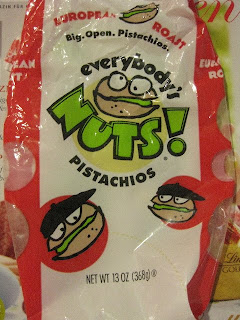 EUROPEAN ROAST
Big. Open. Pistachios.
everybody's
NUTS!®
PISTACHIOS
NET WT 13 OZ (368g)